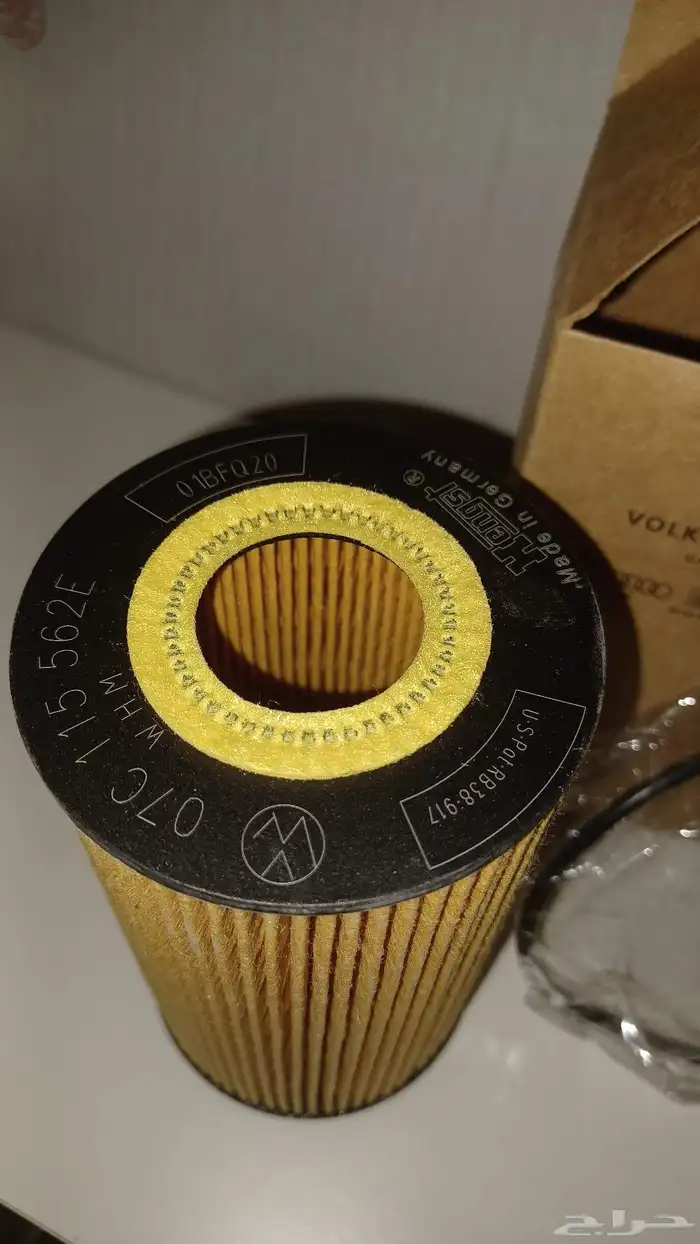 01BFQ20
Hengst®
"Made in Germany
07C 115 562E
WHM
U·S·Pat·RB38·917
VOLK
حراج